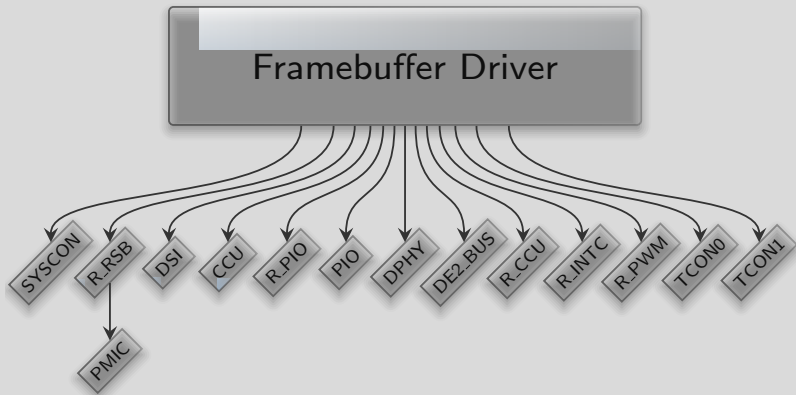 Framebuffer Driver
SYSCON
R_RSB
DSI
CCU
R_PIO
PIO
DPHY
DE2_BUS
R_CCU
R_INTC
R_PWM
TCON0
TCON1
PMIC